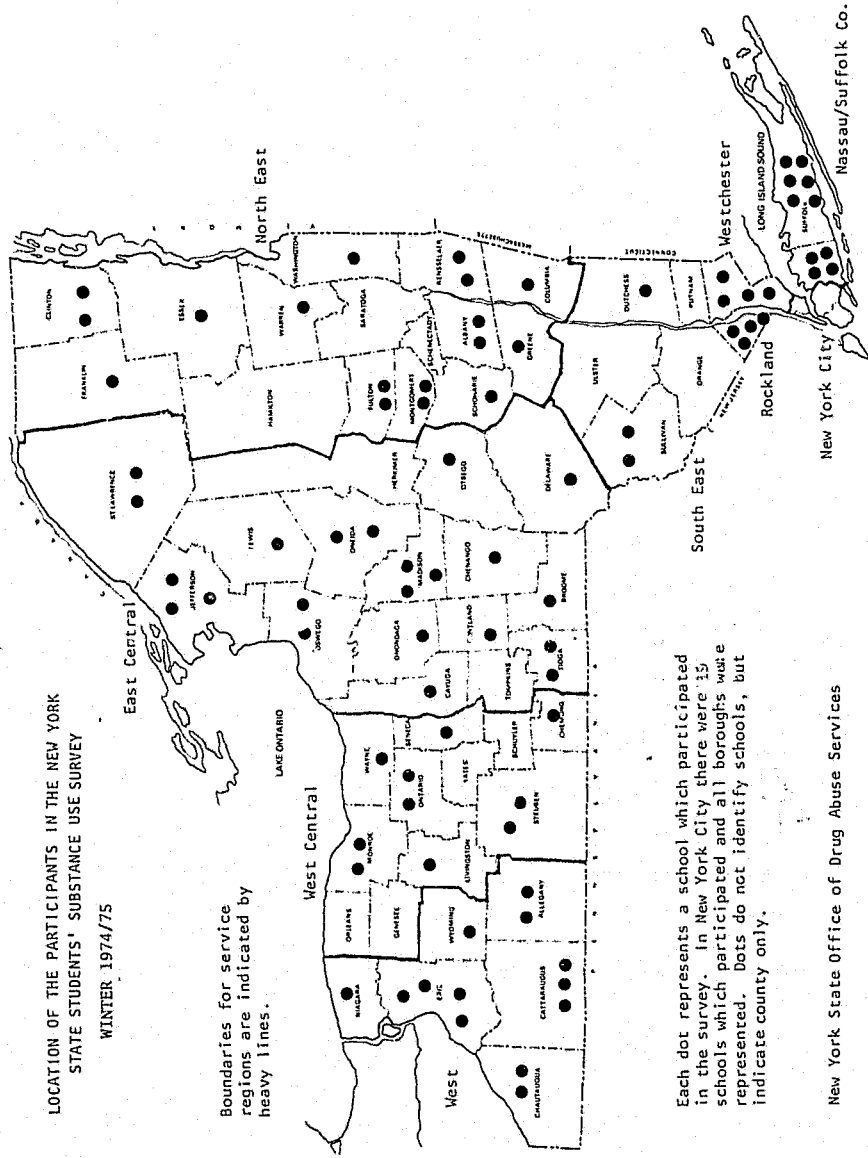 LOCATION OF THE PARTICIPANTS IN THE NEW YORK
STATE STUDENTS' SUBSTANCE USE SURVEY
WINTER 1974/75
Boundaries for service
regions are indicated by
heavy lines.
East Central
North East
West Central
West
South East
Westchester
Rockland
New York City
Nassau/Suffolk Co.
LAKE ONTARIO
LONG ISLAND SOUND
MASSACHUSETTS
CONNECTICUT
NEW JERSEY
CLINTON
FRANKLIN
ST LAWRENCE
ESSEX
JEFFERSON
LEWIS
HAMILTON
WARREN
WASHINGTON
OSWEGO
ONEIDA
HERKIMER
FULTON
SARATOGA
MONTGOMERY
SCHENECTADY
RENSSELAER
ALBANY
SCHOHARIE
GREENE
COLUMBIA
NIAGARA
ORLEANS
MONROE
WAYNE
GENESEE
ONTARIO
SENECA
CAYUGA
ONONDAGA
MADISON
OTSEGO
ERIE
WYOMING
LIVINGSTON
YATES
CORTLAND
CHENANGO
TOMPKINS
SCHUYLER
CHAUTAUQUA
CATTARAUGUS
ALLEGANY
STEUBEN
CHEMUNG
TIOGA
BROOME
DELAWARE
ULSTER
DUTCHESS
SULLIVAN
ORANGE
PUTNAM
SUFFOLK
Each dot represents a school which participated
in the survey. In New York City there were 19
schools which participated and all boroughs were
represented. Dots do not identify schools, but
indicate county only.
New York State Office of Drug Abuse Services